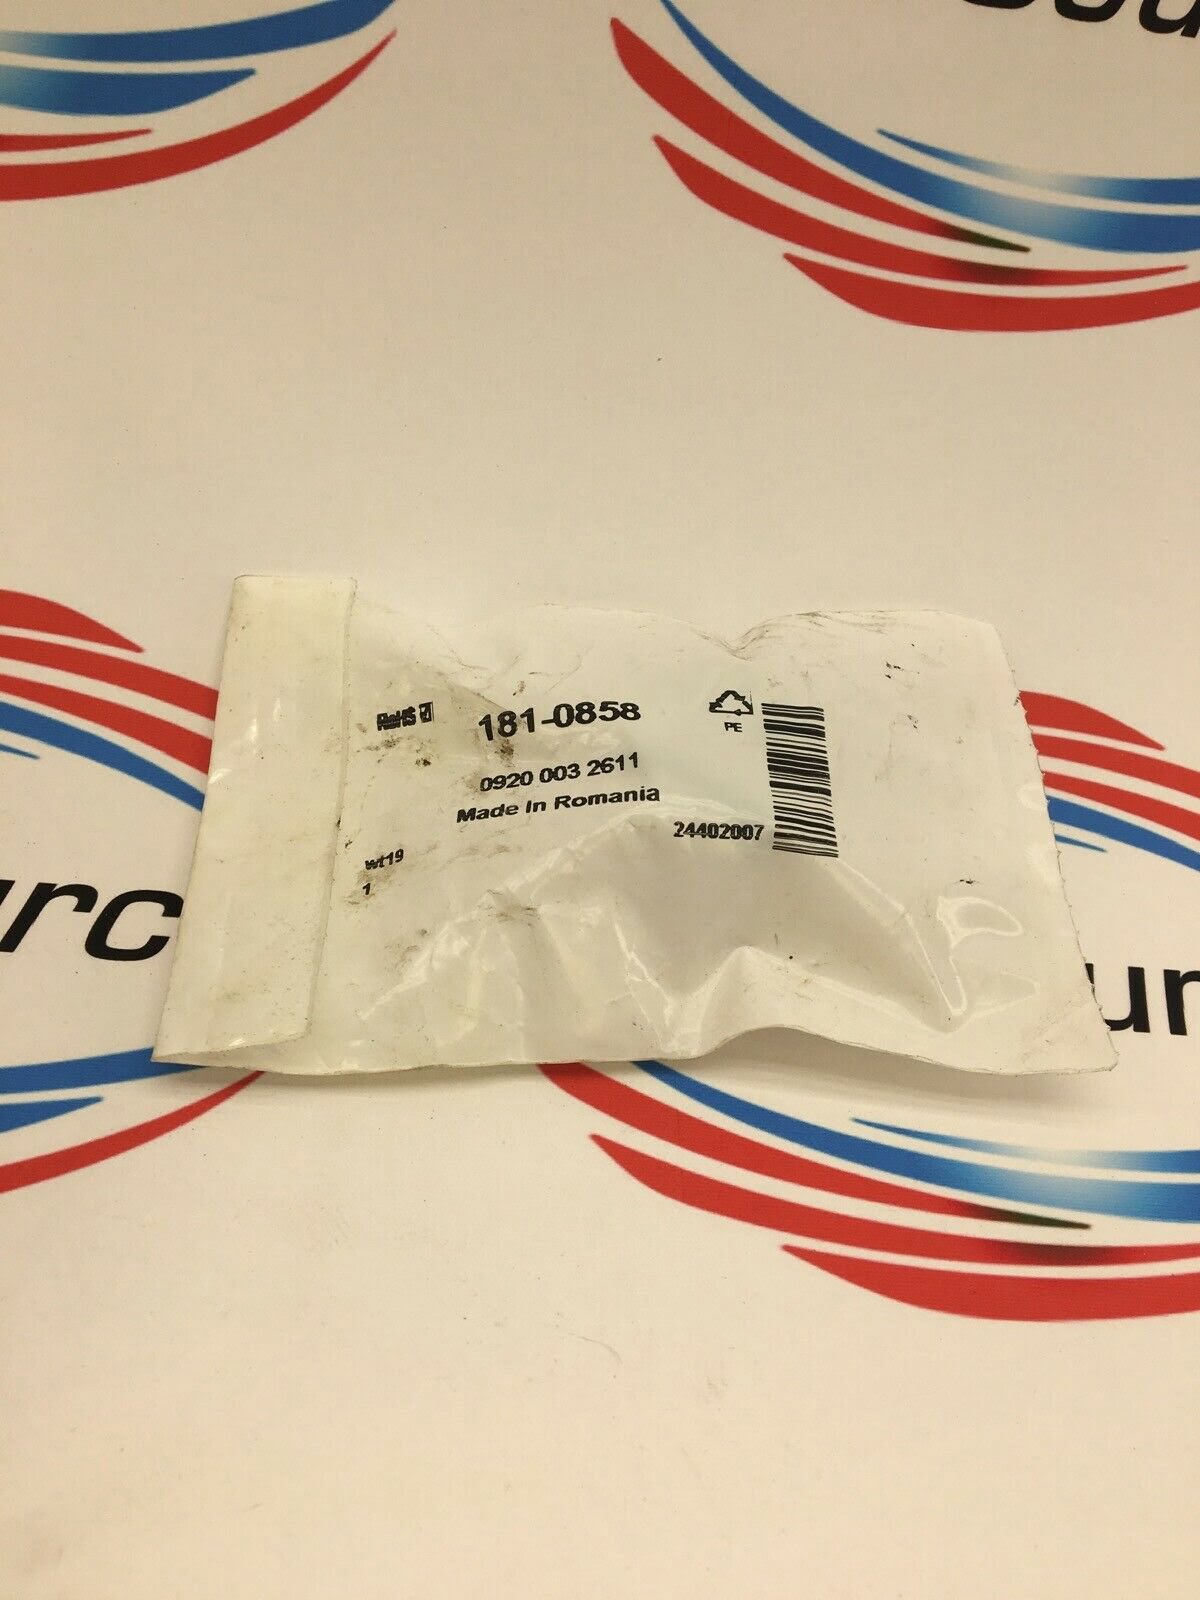 RoHS
181-0858
PE
0920 003 2611
Made In Romania
24402007
wt19
1